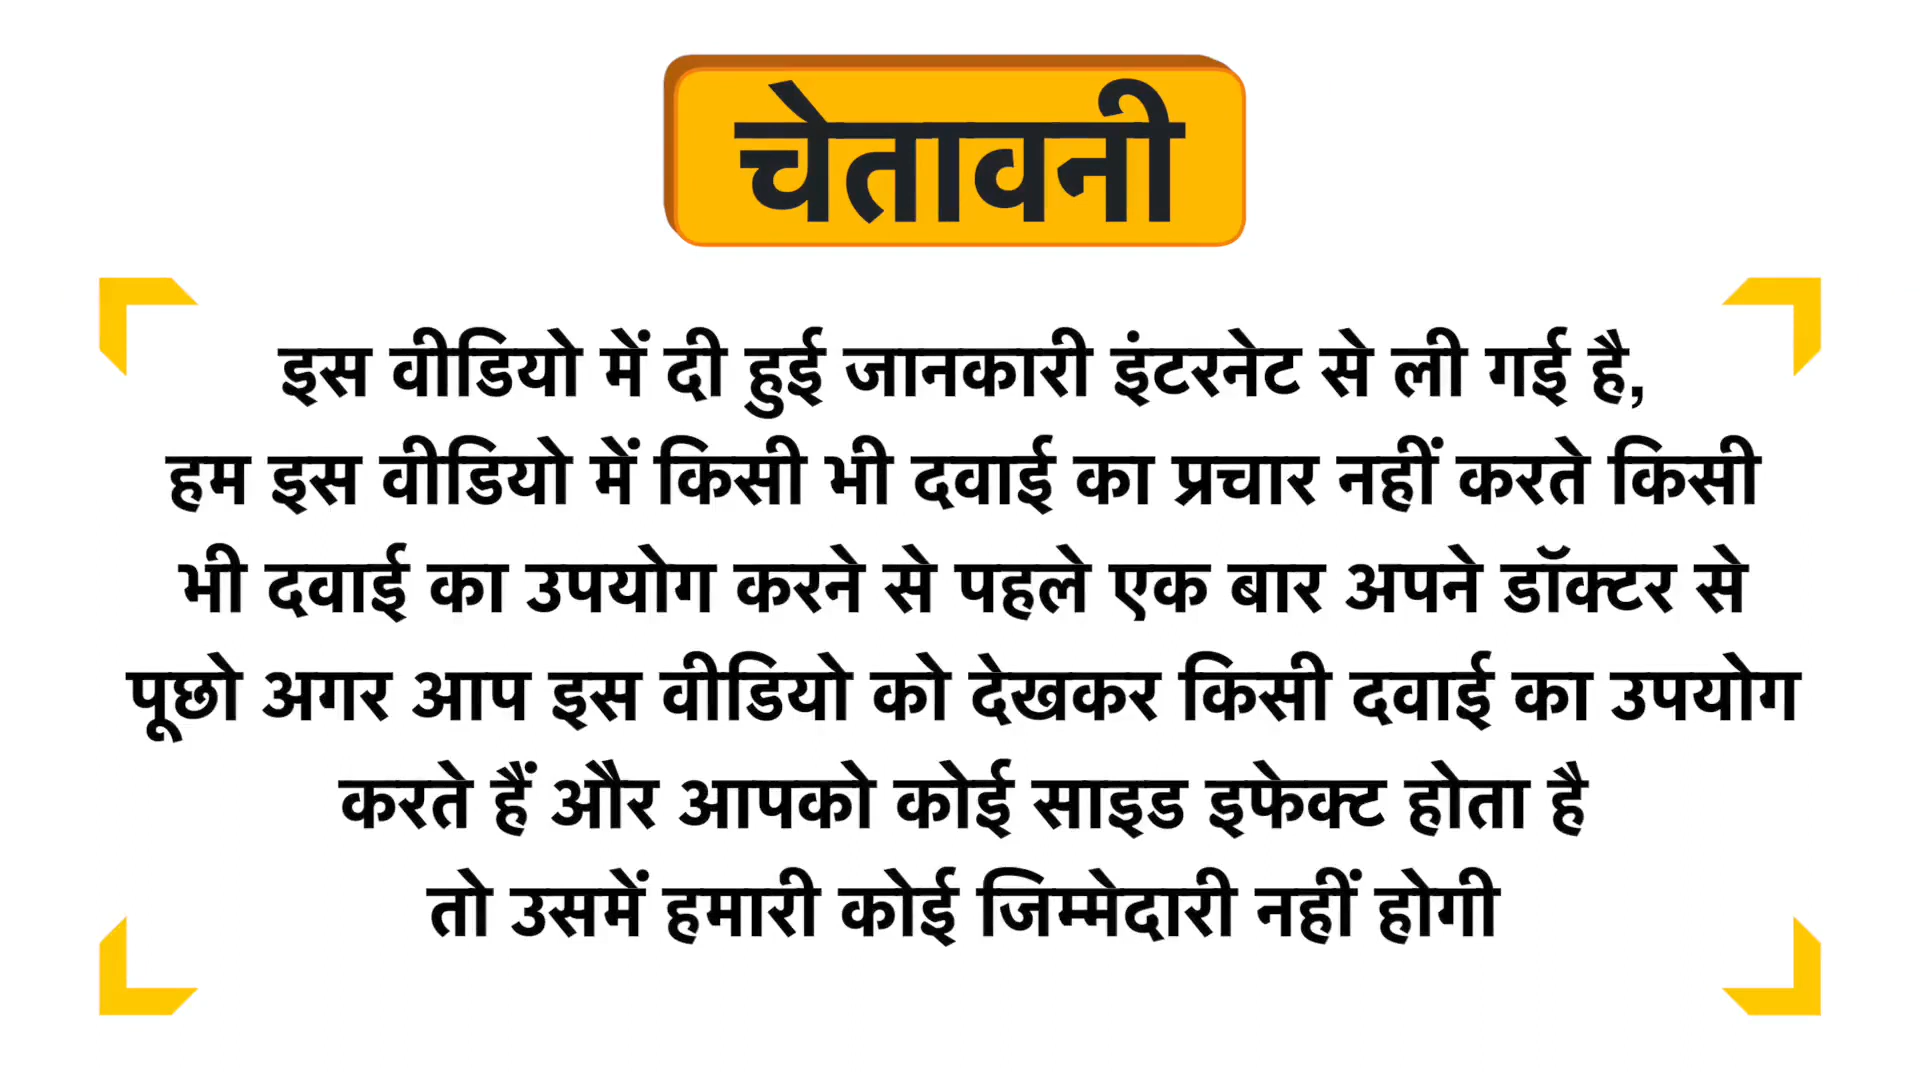 चेतावनी
इस वीडियो में दी हुई जानकारी इंटरनेट से ली गई है,
हम इस वीडियो में किसी भी दवाई का प्रचार नहीं करते किसी
भी दवाई का उपयोग करने से पहले एक बार अपने डॉक्टर से
पूछो अगर आप इस वीडियो को देखकर किसी दवाई का उपयोग
करते हैं और आपको कोई साइड इफेक्ट होता है
तो उसमें हमारी कोई जिम्मेदारी नहीं होगी